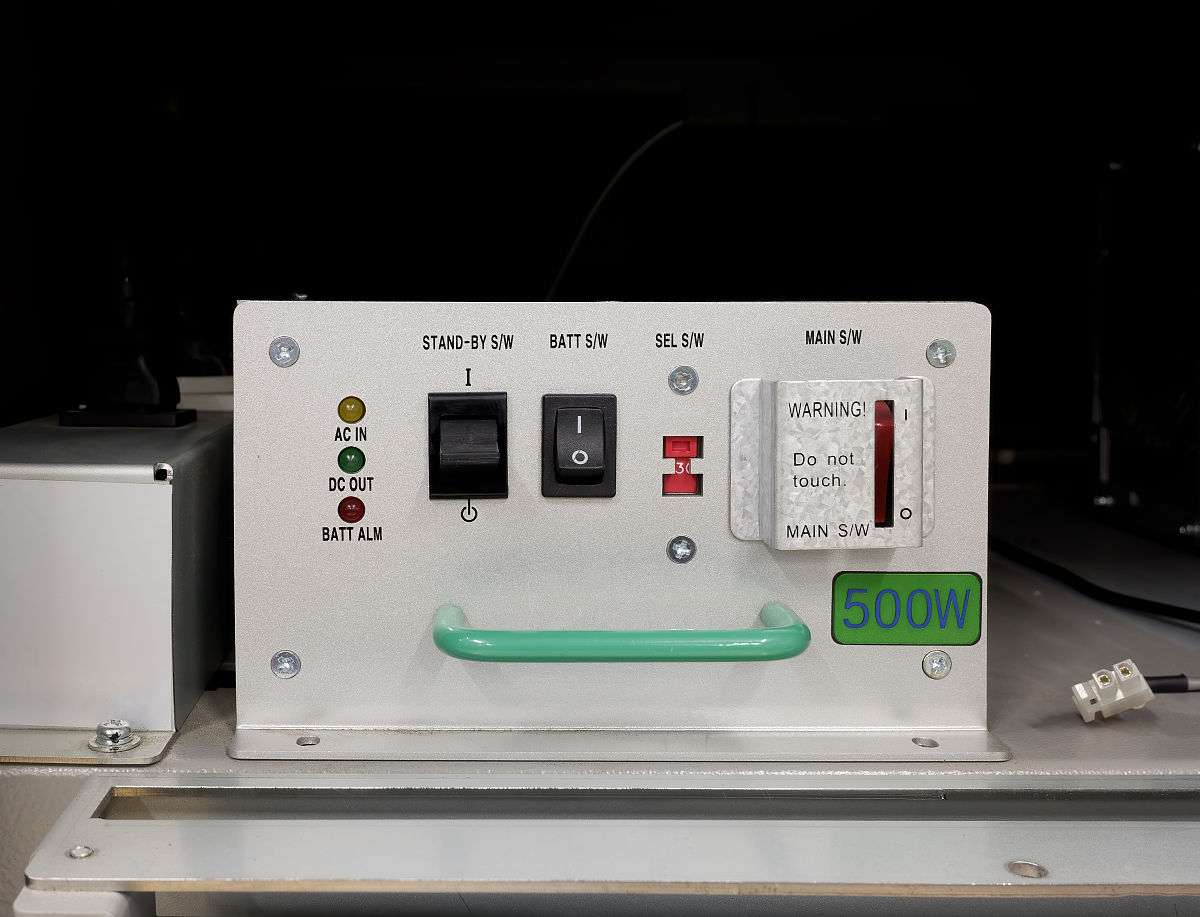 STAND-BY S/W
BATT S/W
SEL S/W
MAIN S/W
I
AC IN
DC OUT
BATT ALM
I
O
WARNING!
Do not
touch.
MAIN S/W
I
O
500W